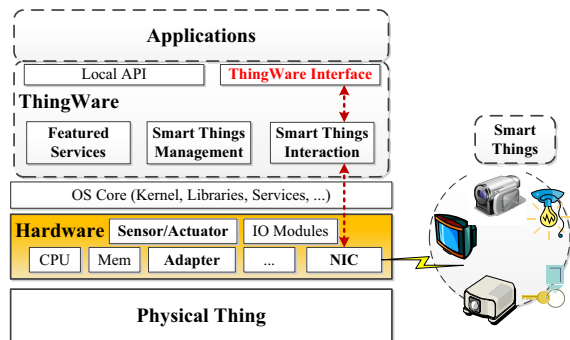 Applications
Local API
ThingWare Interface
ThingWare
Featured
Services
Smart Things
Management
Smart Things
Interaction
OS Core (Kernel, Libraries, Services, ...)
Hardware
Sensor/Actuator
IO Modules
CPU
Mem
Adapter
...
NIC
Physical Thing
Smart
Things